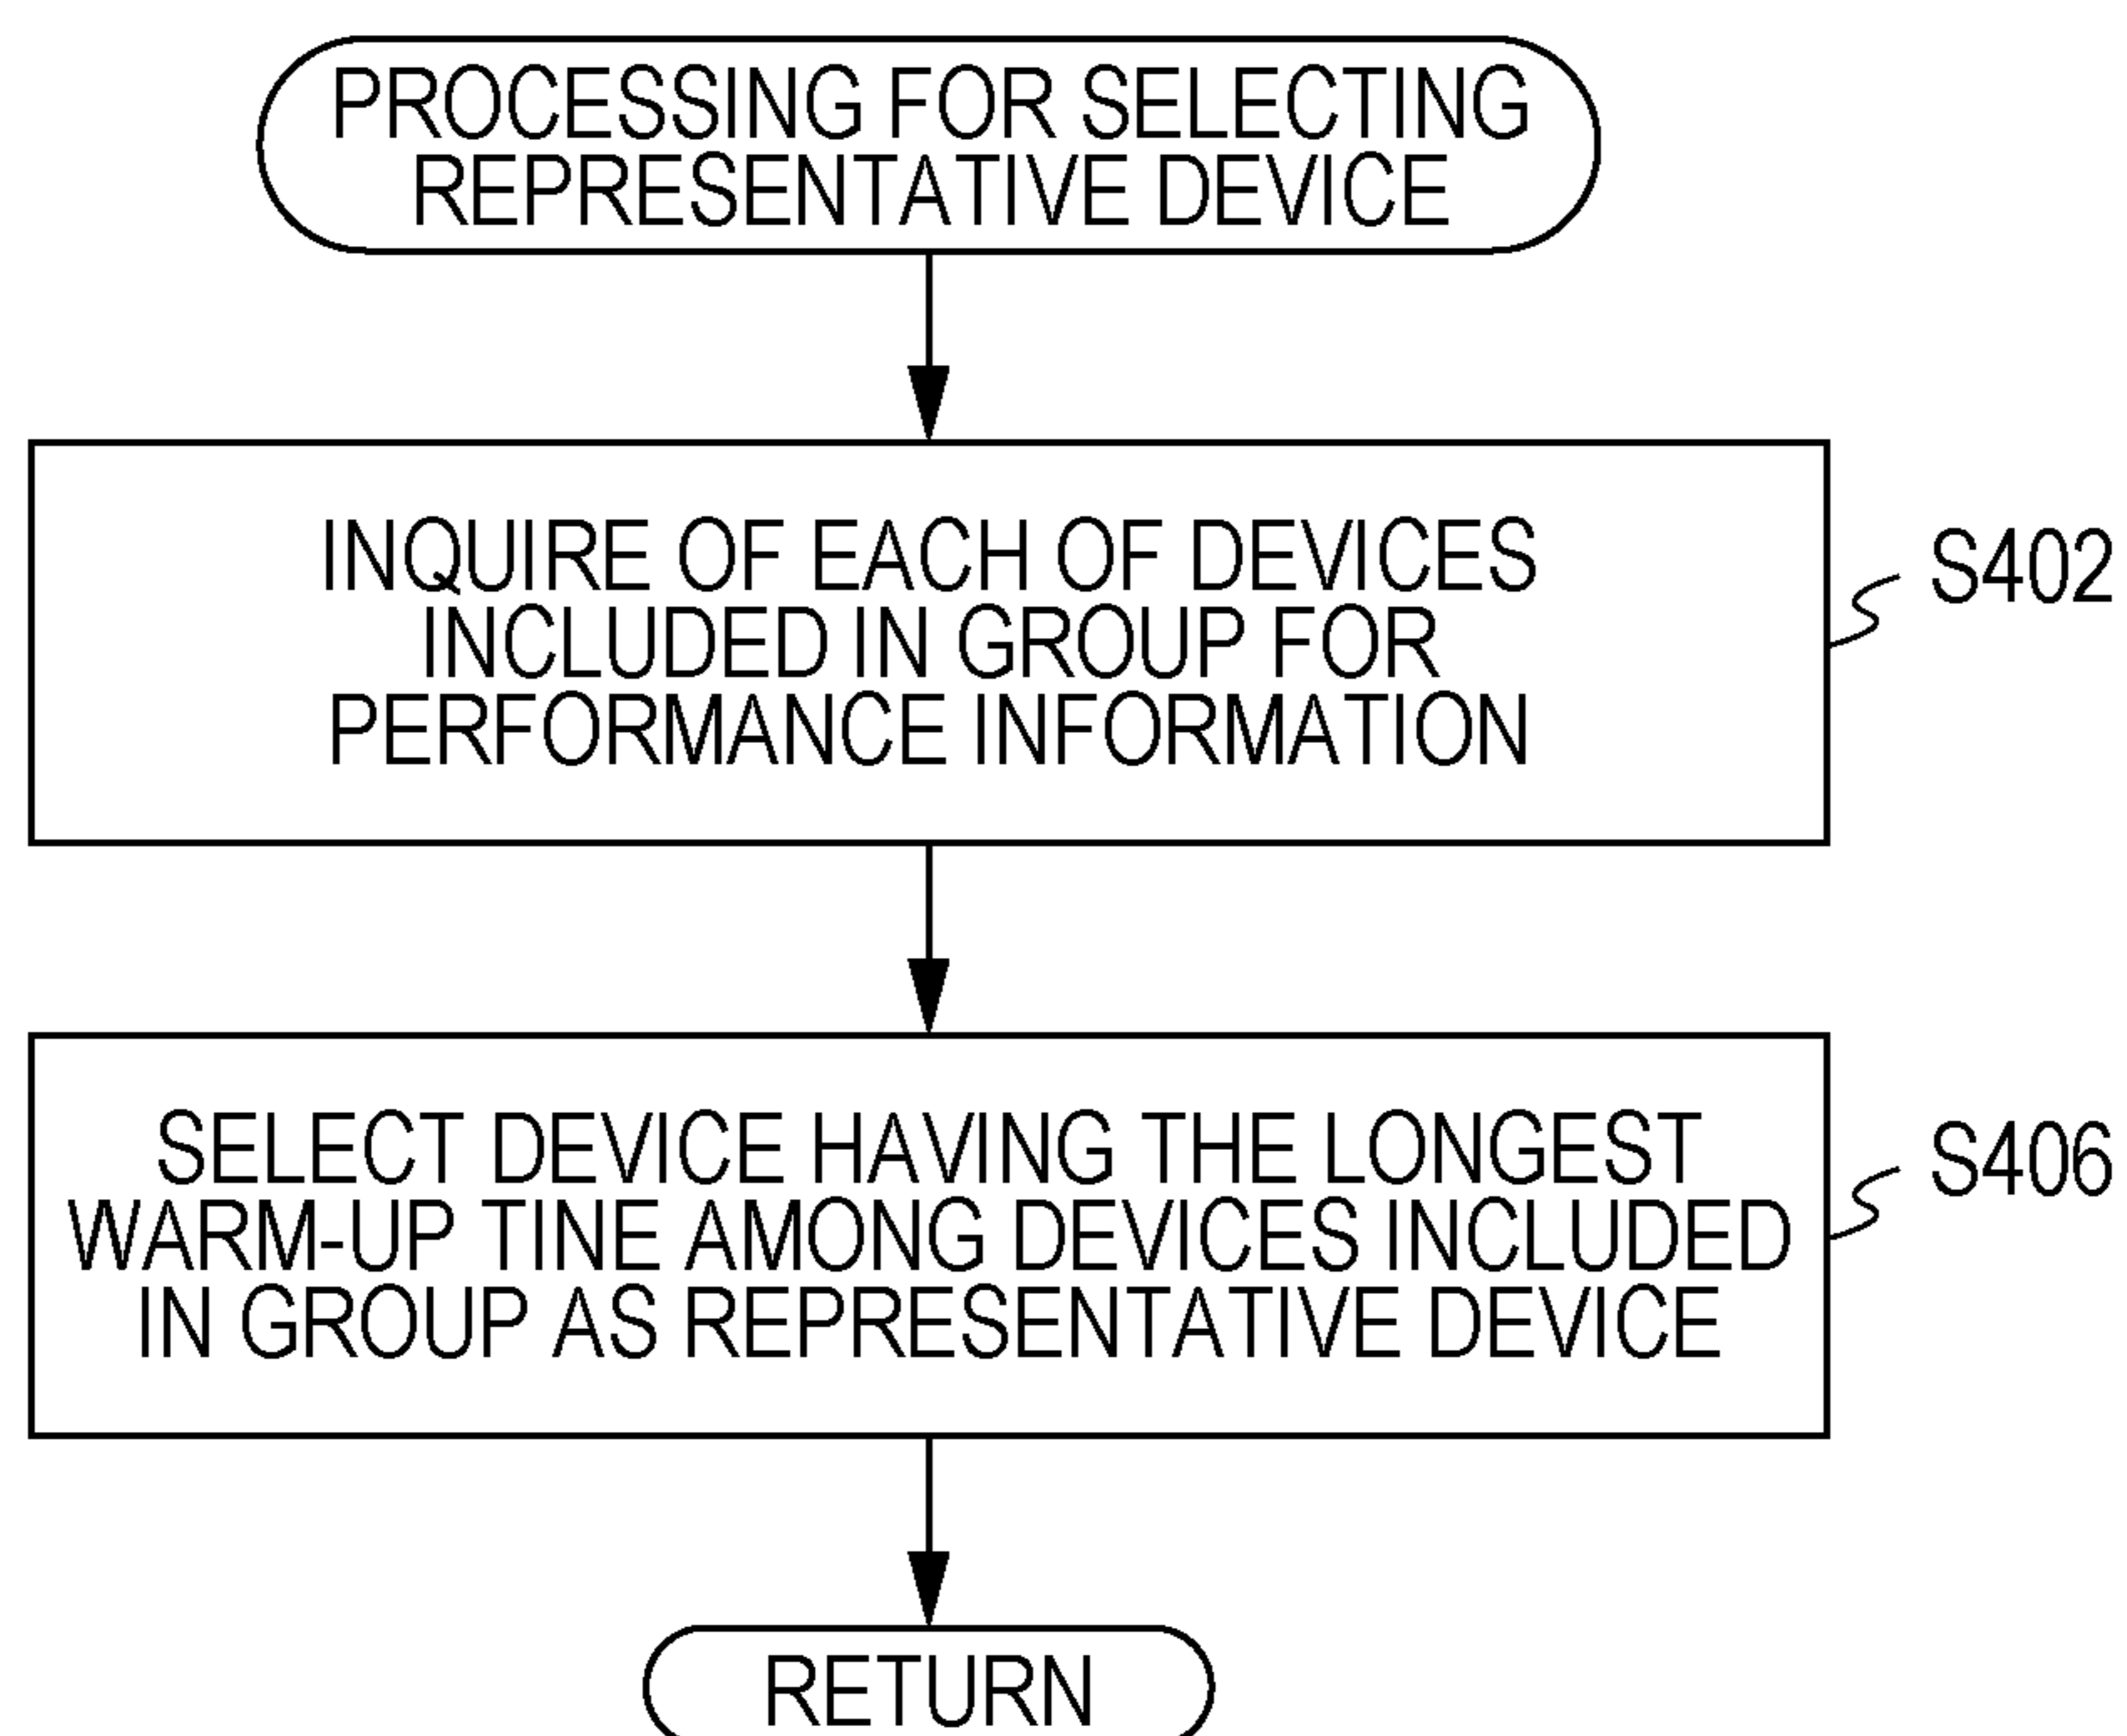 PROCESSING FOR SELECTING
REPRESENTATIVE DEVICE
INQUIRE OF EACH OF DEVICES
INCLUDED IN GROUP FOR
PERFORMANCE INFORMATION
S402
SELECT DEVICE HAVING THE LONGEST
WARM-UP TINE AMONG DEVICES INCLUDED
IN GROUP AS REPRESENTATIVE DEVICE
S406
RETURN